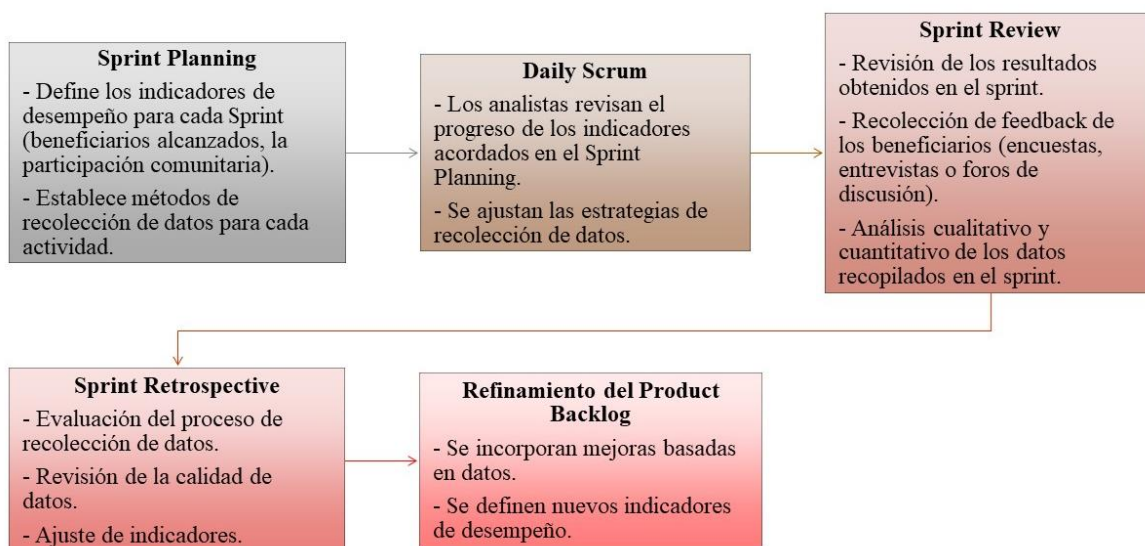 Sprint Planning
- Define los indicadores de
desempeño para cada Sprint
(beneficiarios alcanzados, la
participación comunitaria).
- Establece métodos de
recolección de datos para cada
actividad.
Daily Scrum
- Los analistas revisan el
progreso de los indicadores
acordados en el Sprint
Planning.
- Se ajustan las estrategias de
recolección de datos.
Sprint Review
- Revisión de los resultados
obtenidos en el sprint.
- Recolección de feedback de
los beneficiarios (encuestas,
entrevistas o foros de
discusión).
- Análisis cualitativo y
cuantitativo de los datos
recopilados en el sprint.
Sprint Retrospective
- Evaluación del proceso de
recolección de datos.
- Revisión de la calidad de
datos.
- Ajuste de indicadores.
Refinamiento del Product
Backlog
- Se incorporan mejoras basadas
en datos.
- Se definen nuevos indicadores
de desempeño.